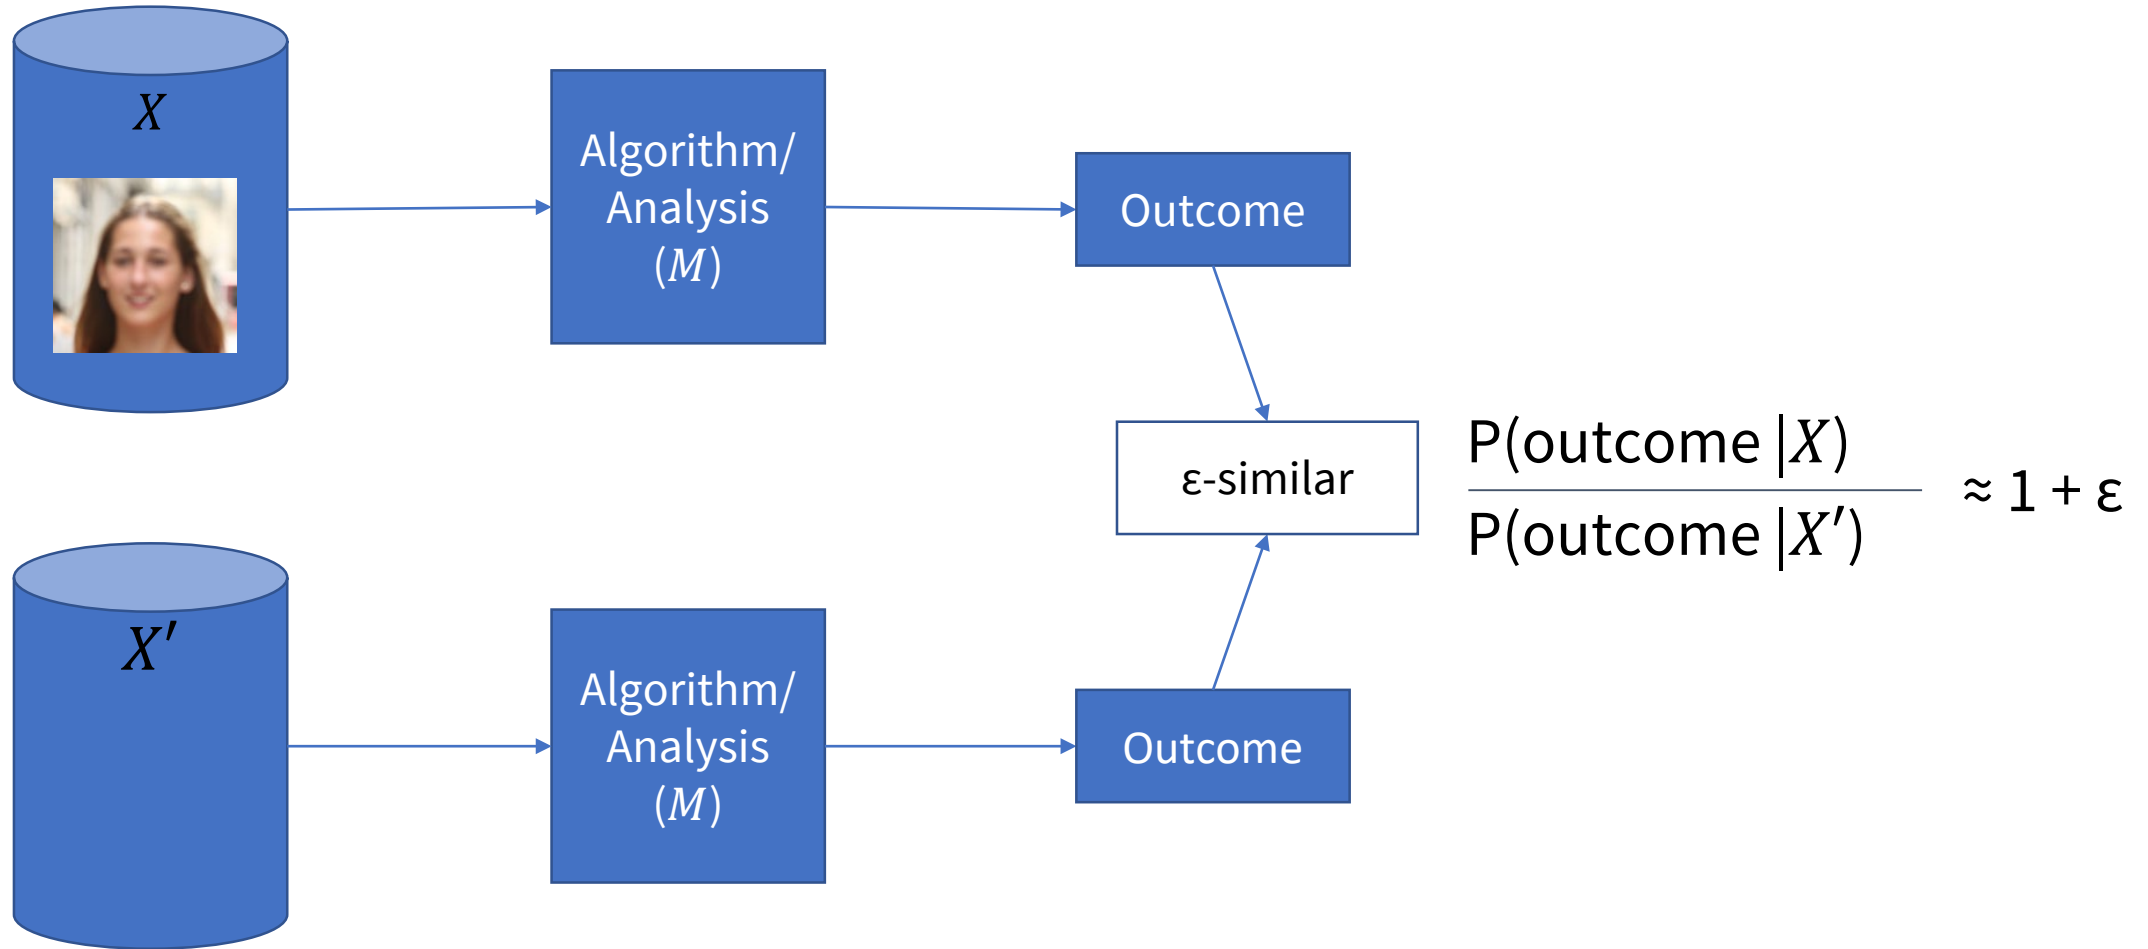 X
Algorithm/
Analysis
(M)
Outcome
ε-similar
P(outcome |X)
P(outcome |X′)
≈ 1 + ε
X′
Algorithm/
Analysis
(M)
Outcome